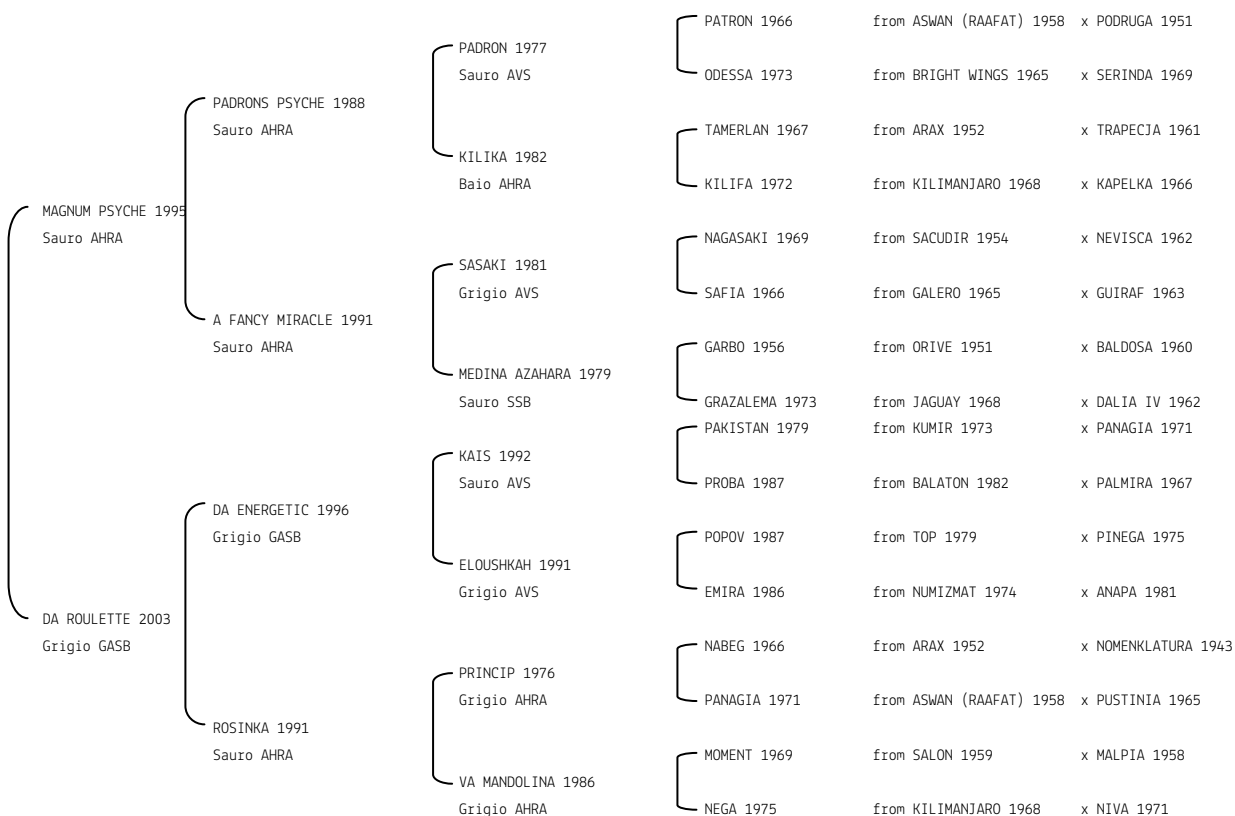 PATRON 1966 from ASWAN (RAAFAT) 1958 x PODRUGA 1951
PADRON 1977
Sauro AVS
ODESSA 1973 from BRIGHT WINGS 1965 x SERINDA 1969
PADRONS PSYCHE 1988
Sauro AHRA
TAMERLAN 1967 from ARAX 1952 x TRAPECJA 1961
KILIKA 1982
Baio AHRA
KILIFA 1972 from KILIMANJARO 1968 x KAPELKA 1966
MAGNUM PSYCHE 1995
Sauro AHRA
NAGASAKI 1969 from SACUDIR 1954 x NEVISCA 1962
SASAKI 1981
Grigio AVS
SAFIA 1966 from GALERO 1965 x GUIRAF 1963
A FANCY MIRACLE 1991
Sauro AHRA
GARBO 1956 from ORIVE 1951 x BALDOSA 1960
MEDINA AZAHARA 1979
Sauro SSB
GRAZALEMA 1973 from JAGUAY 1968 x DALIA IV 1962
PAKISTAN 1979 from KUMIR 1973 x PANAGIA 1971
KAIS 1992
Sauro AVS
PROBA 1987 from BALATON 1982 x PALMIRA 1967
DA ENERGETIC 1996
Grigio GASB
POPOV 1987 from TOP 1979 x PINEGA 1975
ELOUSHKAH 1991
Grigio AVS
EMIRA 1986 from NUMIZMAT 1974 x ANAPA 1981
DA ROULETTE 2003
Grigio GASB
NABEG 1966 from ARAX 1952 x NOMENKLATURA 1943
PRINCIP 1976
Grigio AHRA
PANAGIA 1971 from ASWAN (RAAFAT) 1958 x PUSTINIA 1965
ROSINKA 1991
Sauro AHRA
MOMENT 1969 from SALON 1959 x MALPIA 1958
VA MANDOLINA 1986
Grigio AHRA
NEGA 1975 from KILIMANJARO 1968 x NIVA 1971